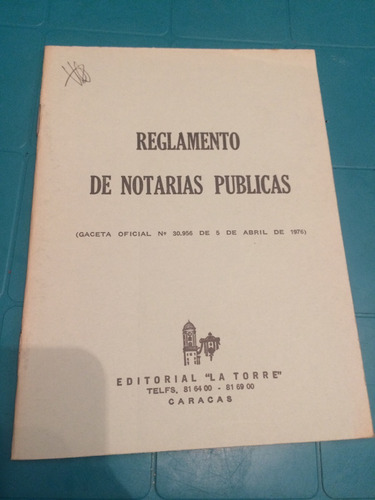 REGLAMENTO
DE NOTARIAS PUBLICAS
(GACETA OFICIAL Nº 30.956 DE 5 DE ABRIL DE 1976)
EDITORIAL "LA TORRE"
TELFS, 81 64 00 - 81 69 00
CARACAS